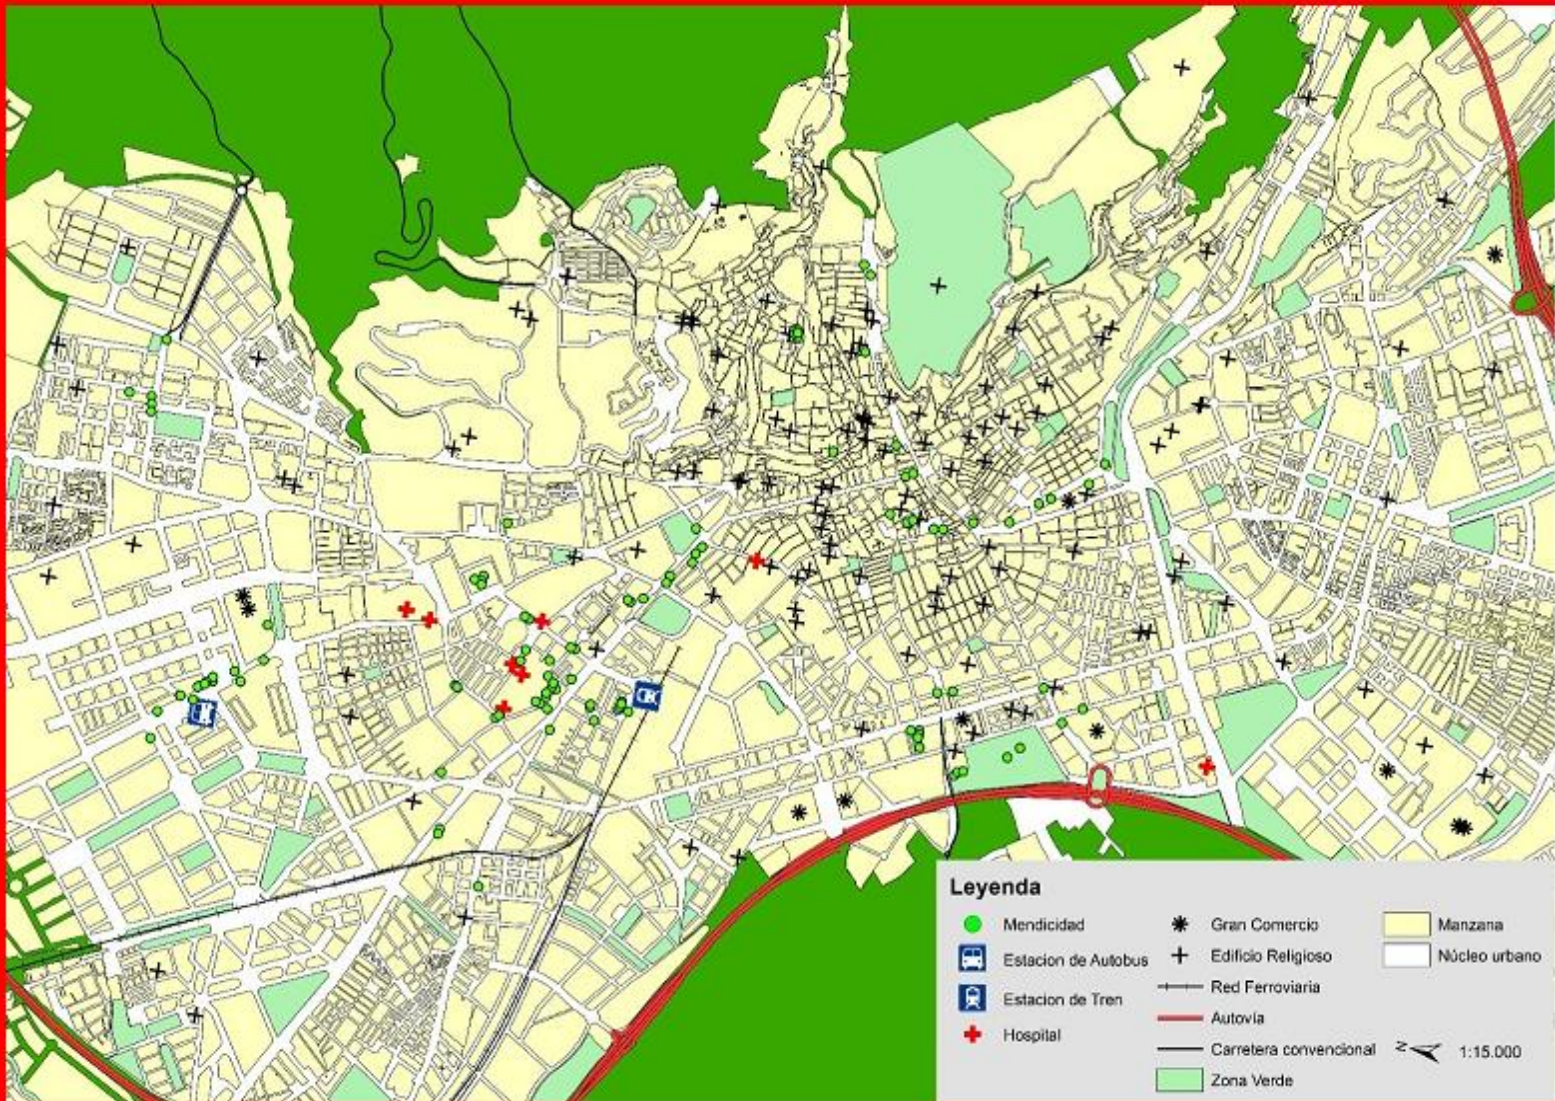 Leyenda
Mendicidad
Estacion de Autobus
Estacion de Tren
Hospital
Gran Comercio
Edificio Religioso
Red Ferroviaria
Autovía
Carretera convencional
Zona Verde
Manzana
Núcleo urbano
N 1:15.000